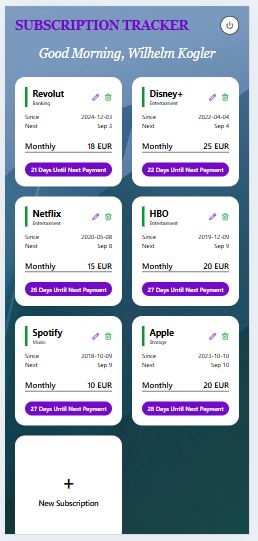 SUBSCRIPTION TRACKER
Good Morning, Wilhelm Kogler
Revolut
Banking
Since 2024-12-03
Next Sep 3
Monthly 18 EUR
21 Days Until Next Payment
Disney+
Entertaiment
Since 2022-04-04
Next Sep 4
Monthly 25 EUR
22 Days Until Next Payment
Netflix
Entertaiment
Since 2020-05-08
Next Sep 8
Monthly 15 EUR
26 Days Until Next Payment
HBO
Entertaiment
Since 2019-12-09
Next Sep 9
Monthly 20 EUR
27 Days Until Next Payment
Spotify
Music
Since 2018-10-09
Next Sep 9
Monthly 10 EUR
27 Days Until Next Payment
Apple
Stotage
Since 2023-10-10
Next Sep 10
Monthly 20 EUR
28 Days Until Next Payment
+
New Subscription